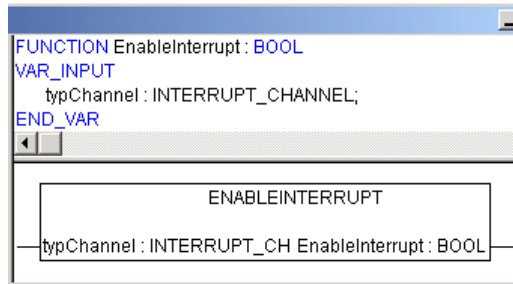 FUNCTION EnableInterrupt : BOOL
VAR_INPUT
typChannel : INTERRUPT_CHANNEL;
END_VAR
ENABLEINTERRUPT
typChannel : INTERRUPT_CH EnableInterrupt : BOOL